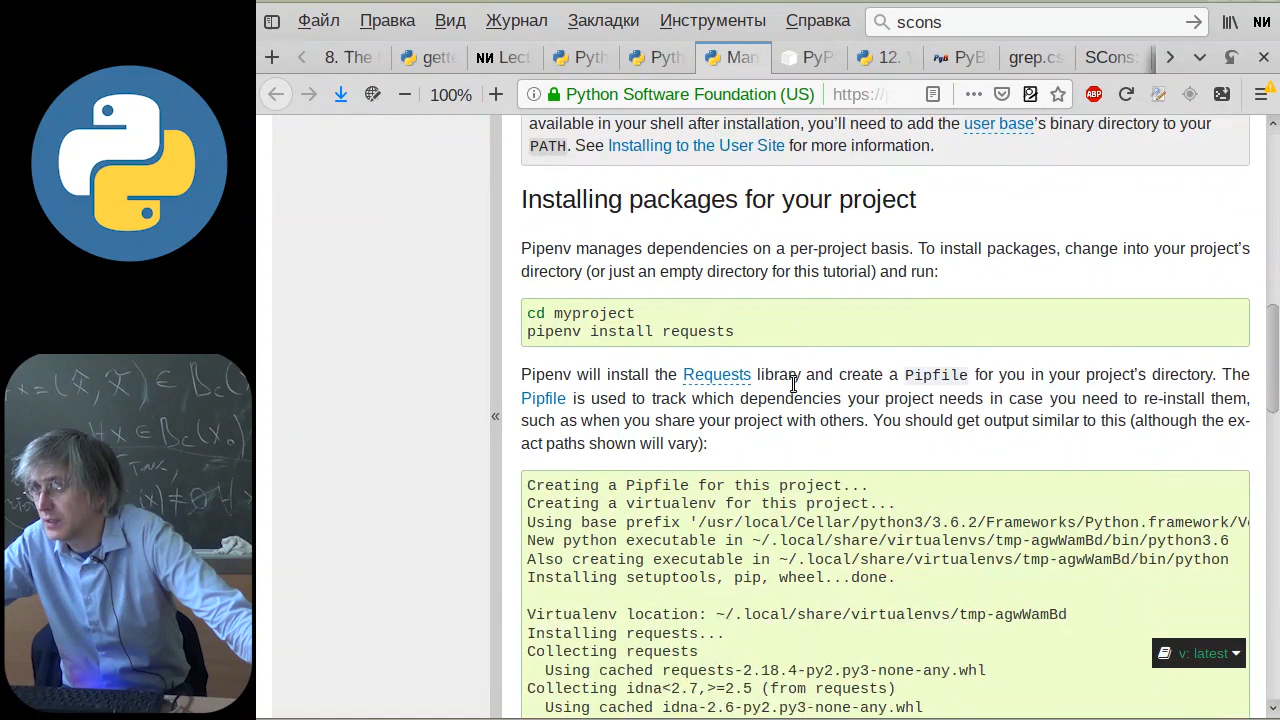 Файл Правка Вид Журнал Закладки Инструменты Справка scons
8. The gette Lect Pyth Pyth Man PyP 12. PyB grep.cs SCons
100% Python Software Foundation (US) https://
available in your shell after installation, you’ll need to add the user base’s binary directory to your
PATH. See Installing to the User Site for more information.
Installing packages for your project
Pipenv manages dependencies on a per-project basis. To install packages, change into your project’s
directory (or just an empty directory for this tutorial) and run:
cd myproject
pipenv install requests
Pipenv will install the Requests library and create a Pipfile for you in your project’s directory. The
Pipfile is used to track which dependencies your project needs in case you need to re-install them,
such as when you share your project with others. You should get output similar to this (although the ex-
act paths shown will vary):
Creating a Pipfile for this project...
Creating a virtualenv for this project...
Using base prefix '/usr/local/Cellar/python3/3.6.2/Frameworks/Python.framework/Ve
New python executable in ~/.local/share/virtualenvs/tmp-agwWamBd/bin/python3.6
Also creating executable in ~/.local/share/virtualenvs/tmp-agwWamBd/bin/python
Installing setuptools, pip, wheel...done.
Virtualenv location: ~/.local/share/virtualenvs/tmp-agwWamBd
Installing requests...
Collecting requests
Using cached requests-2.18.4-py2.py3-none-any.whl
Collecting idna<2.7,>=2.5 (from requests)
Using cached idna-2.6-py2.py3-none-any.whl
v: latest